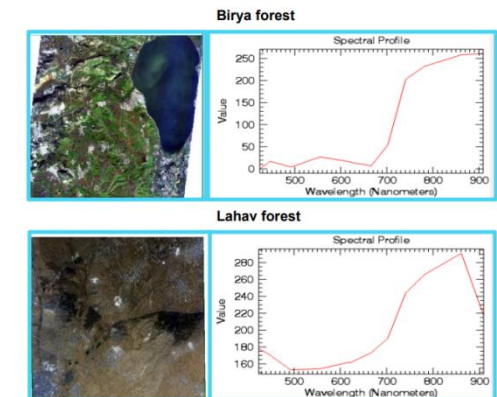 Birya forest
Spectral Profile
250
200
150
100
50
0
Value
500 600 700 800 900
Wavelength (Nanometers)
Lahav forest
Spectral Profile
280
260
240
220
200
180
160
Value
500 600 700 800 900
Wavelength (Nanometers)